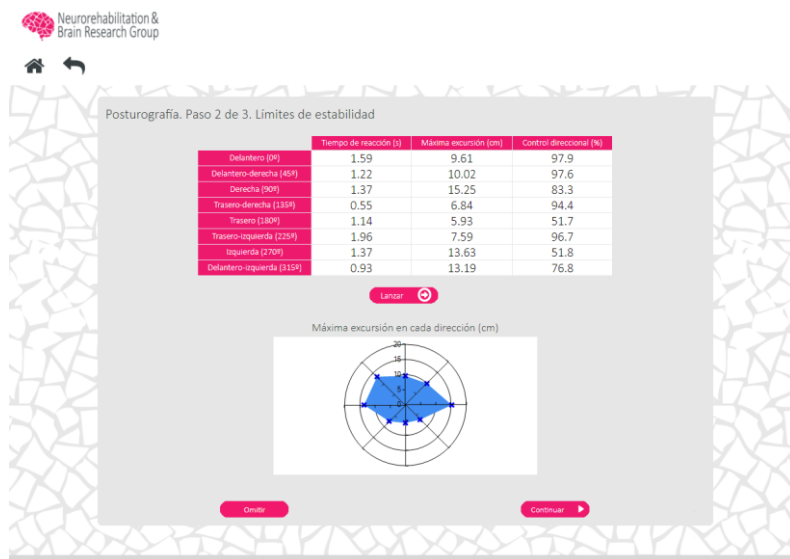 Neurorehabilitation &
Brain Research Group
Posturografía. Paso 2 de 3. Límites de estabilidad
Tiempo de reacción (s) Máxima excursión (cm) Control direccional (%)
Delantero (0º) 1.59 9.61 97.9
Delantero-derecha (45º) 1.22 10.02 97.6
Derecha (90º) 1.37 15.25 83.3
Trasero-derecha (135º) 0.55 6.84 94.4
Trasero (180º) 1.14 5.93 51.7
Trasero-izquierda (225º) 1.96 7.59 96.7
Izquierda (270º) 1.37 13.63 51.8
Delantero-izquierda (315º) 0.93 13.19 76.8
Lanzar
Máxima excursión en cada dirección (cm)
20
15
10
5
0
Omitir Continuar